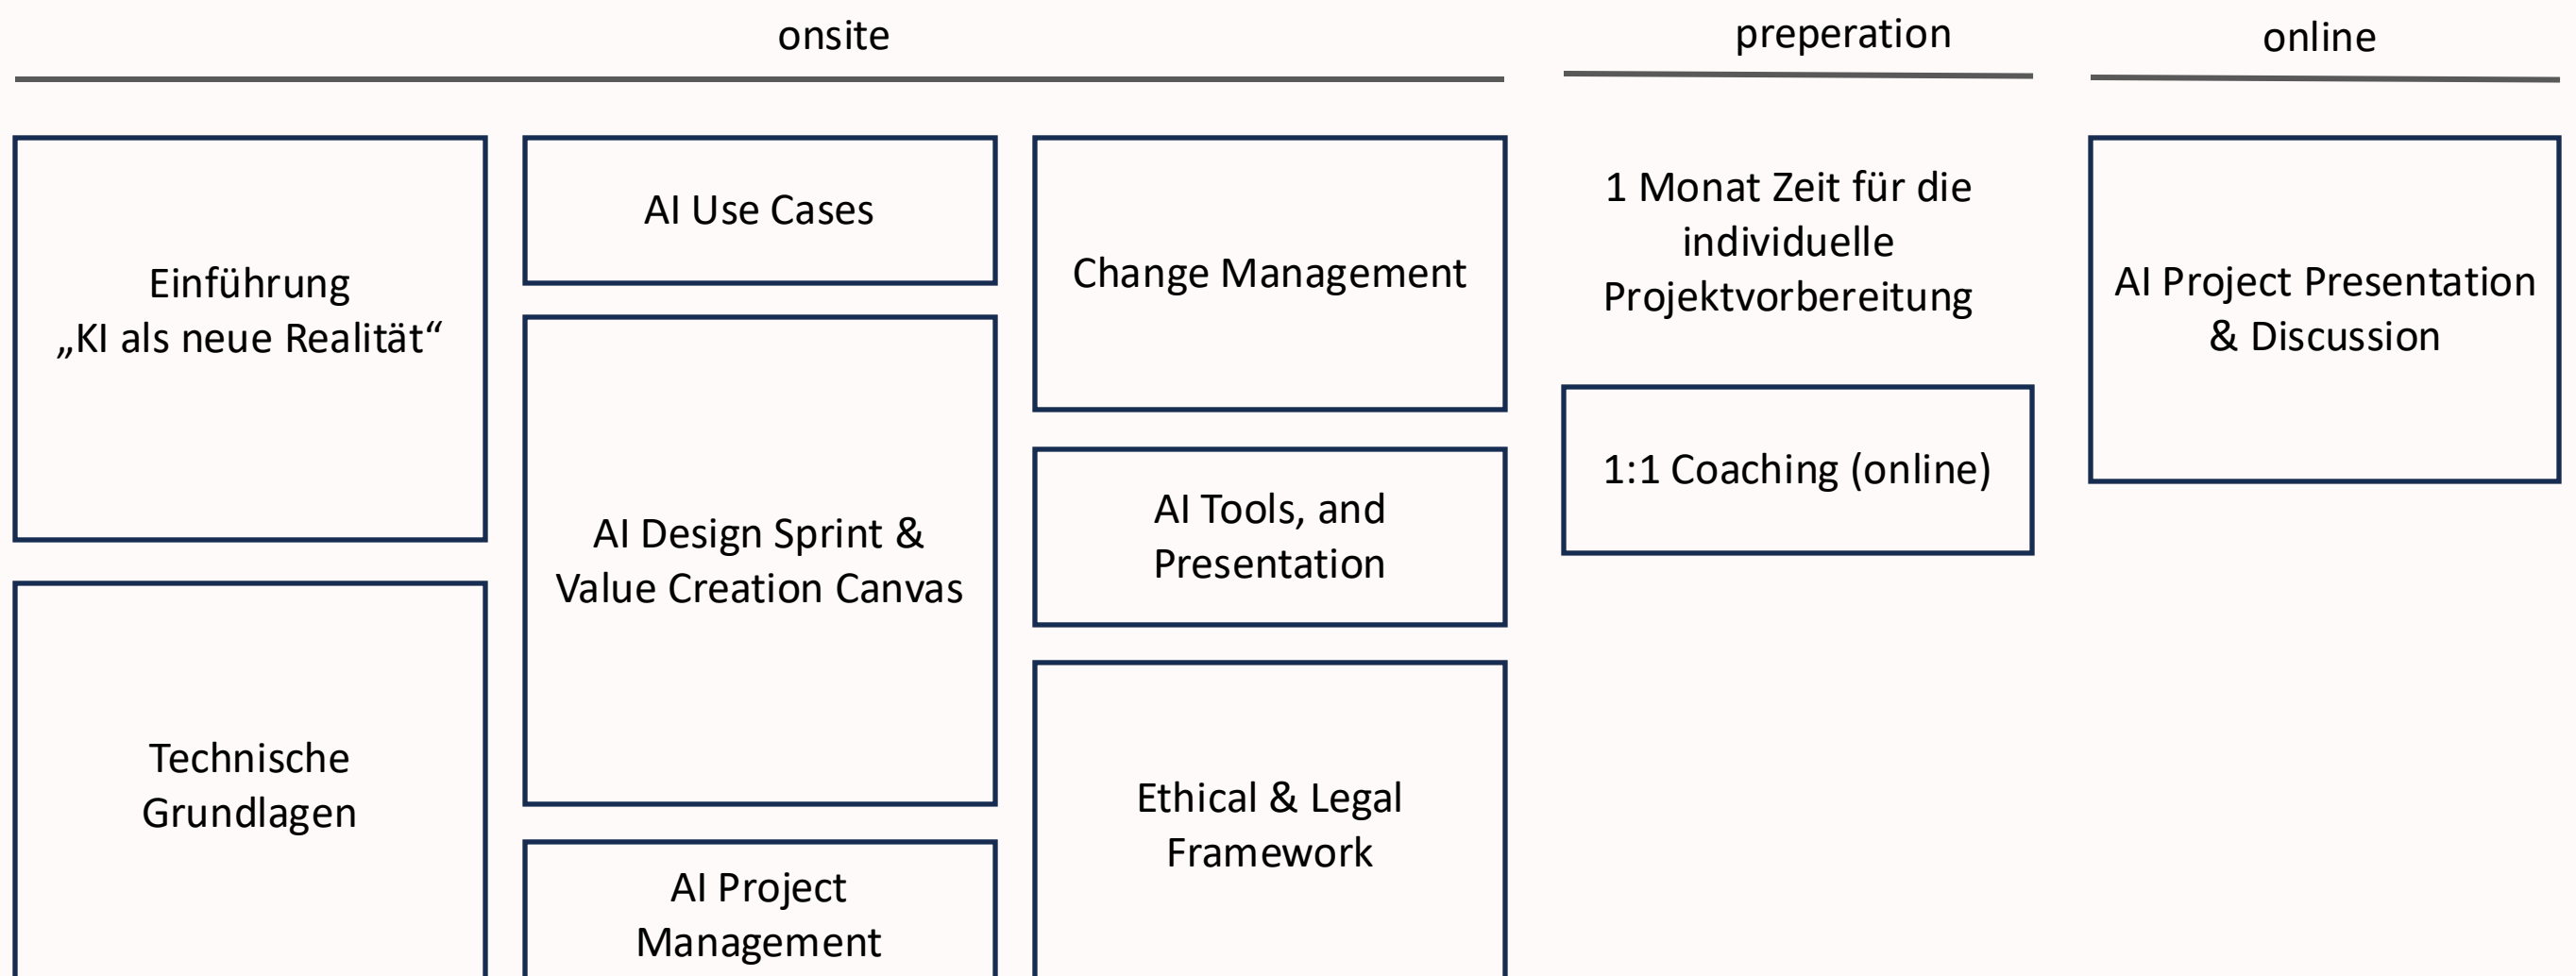 onsite
preperation
online
Einführung
„KI als neue Realität“
Technische
Grundlagen
AI Use Cases
AI Design Sprint &
Value Creation Canvas
AI Project
Management
Change Management
AI Tools, and
Presentation
Ethical & Legal
Framework
1 Monat Zeit für die
individuelle
Projektvorbereitung
1:1 Coaching (online)
AI Project Presentation
& Discussion